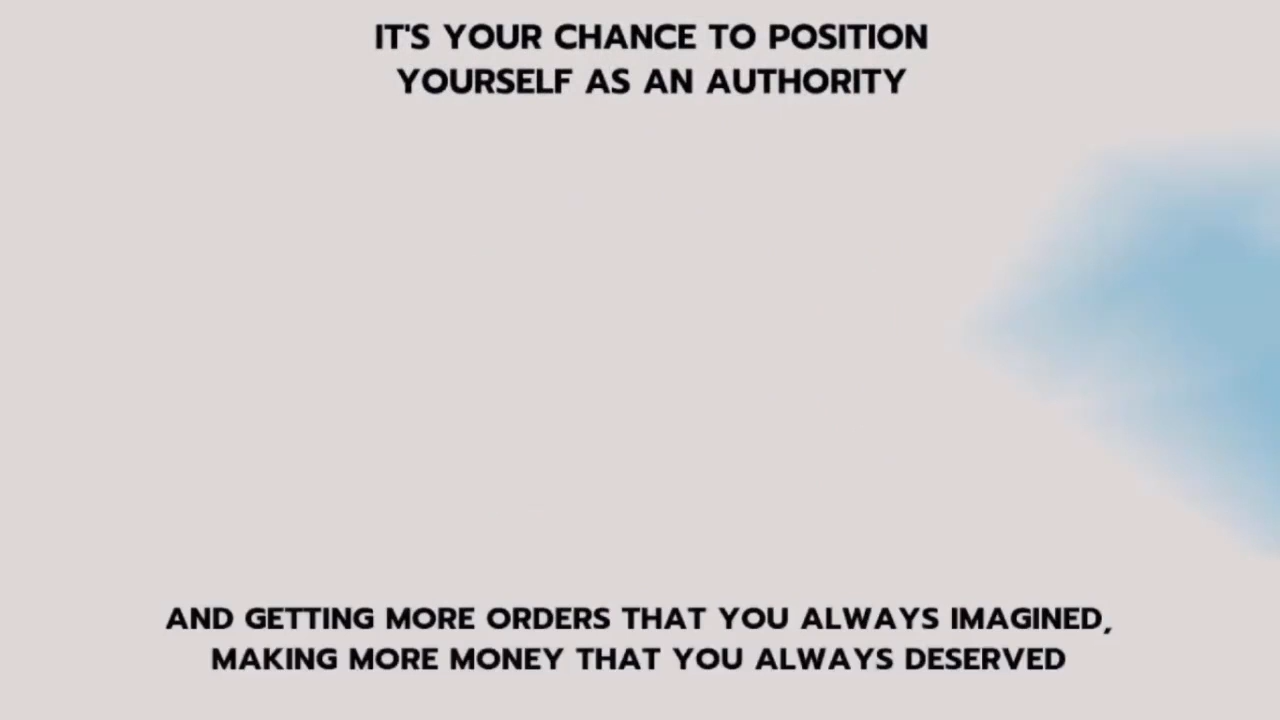 IT'S YOUR CHANCE TO POSITION
YOURSELF AS AN AUTHORITY
AND GETTING MORE ORDERS THAT YOU ALWAYS IMAGINED,
MAKING MORE MONEY THAT YOU ALWAYS DESERVED